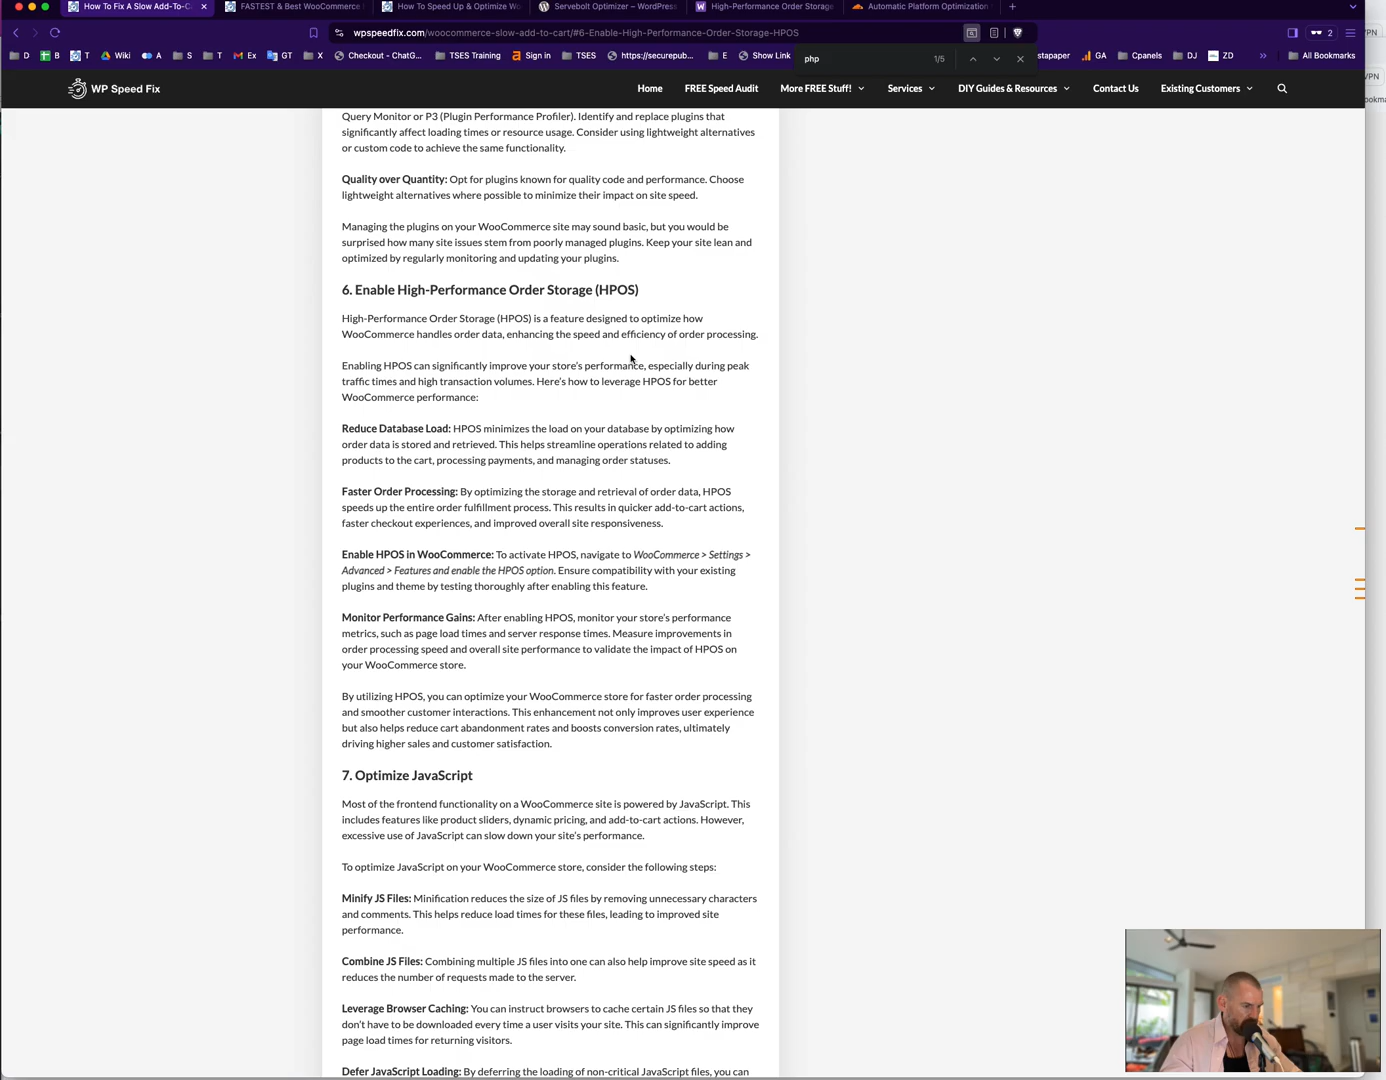 How To Fix A Slow Add-To-C
FASTEST & Best WooCommerce
How To Speed Up & Optimize Wo
Servebolt Optimizer – WordPress
High-Performance Order Storage
Automatic Platform Optimization
wpspeedfix.com/woocommerce-slow-add-to-cart/#6-Enable-High-Performance-Order-Storage-HPOS
2
D
B
T
Wiki
A
S
T
Ex
GT
F
X
Checkout - ChatG...
TSES Training
Sign in
TSES
https://securepub...
E
Show Link
stapaper
GA
Cpanels
DJ
ZD
All Bookmarks
php
1/5
WP Speed Fix
Home
FREE Speed Audit
More FREE Stuff!
Services
DIY Guides & Resources
Contact Us
Existing Customers
Query Monitor or P3 (Plugin Performance Profiler). Identify and replace plugins that
significantly affect loading times or resource usage. Consider using lightweight alternatives
or custom code to achieve the same functionality.
Quality over Quantity: Opt for plugins known for quality code and performance. Choose
lightweight alternatives where possible to minimize their impact on site speed.
Managing the plugins on your WooCommerce site may sound basic, but you would be
surprised how many site issues stem from poorly managed plugins. Keep your site lean and
optimized by regularly monitoring and updating your plugins.
6. Enable High-Performance Order Storage (HPOS)
High-Performance Order Storage (HPOS) is a feature designed to optimize how
WooCommerce handles order data, enhancing the speed and efficiency of order processing.
Enabling HPOS can significantly improve your store's performance, especially during peak
traffic times and high transaction volumes. Here's how to leverage HPOS for better
WooCommerce performance:
Reduce Database Load: HPOS minimizes the load on your database by optimizing how
order data is stored and retrieved. This helps streamline operations related to adding
products to the cart, processing payments, and managing order statuses.
Faster Order Processing: By optimizing the storage and retrieval of order data, HPOS
speeds up the entire order fulfillment process. This results in quicker add-to-cart actions,
faster checkout experiences, and improved overall site responsiveness.
Enable HPOS in WooCommerce: To activate HPOS, navigate to WooCommerce > Settings >
Advanced > Features and enable the HPOS option. Ensure compatibility with your existing
plugins and theme by testing thoroughly after enabling this feature.
Monitor Performance Gains: After enabling HPOS, monitor your store's performance
metrics, such as page load times and server response times. Measure improvements in
order processing speed and overall site performance to validate the impact of HPOS on
your WooCommerce store.
By utilizing HPOS, you can optimize your WooCommerce store for faster order processing
and smoother customer interactions. This enhancement not only improves user experience
but also helps reduce cart abandonment rates and boosts conversion rates, ultimately
driving higher sales and customer satisfaction.
7. Optimize JavaScript
Most of the frontend functionality on a WooCommerce site is powered by JavaScript. This
includes features like product sliders, dynamic pricing, and add-to-cart actions. However,
excessive use of JavaScript can slow down your site's performance.
To optimize JavaScript on your WooCommerce store, consider the following steps:
Minify JS Files: Minification reduces the size of JS files by removing unnecessary characters
and comments. This helps reduce load times for these files, leading to improved site
performance.
Combine JS Files: Combining multiple JS files into one can also help improve site speed as it
reduces the number of requests made to the server.
Leverage Browser Caching: You can instruct browsers to cache certain JS files so that they
don't have to be downloaded every time a user visits your site. This can significantly improve
page load times for returning visitors.
Defer JavaScript Loading: By deferring the loading of non-critical JavaScript files, you can